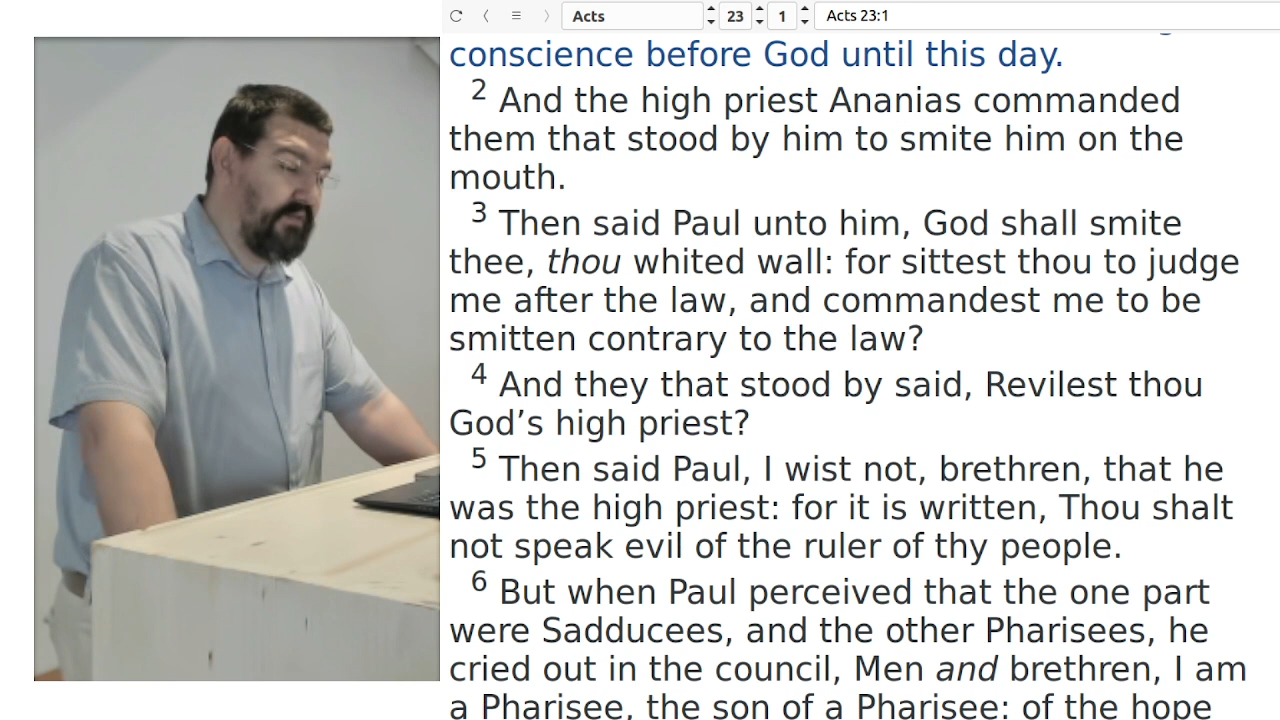 Acts 23 1 Acts 23:1
conscience before God until this day.
2 And the high priest Ananias commanded
them that stood by him to smite him on the
mouth.
3 Then said Paul unto him, God shall smite
thee, thou whited wall: for sittest thou to judge
me after the law, and commandest me to be
smitten contrary to the law?
4 And they that stood by said, Revilest thou
God’s high priest?
5 Then said Paul, I wist not, brethren, that he
was the high priest: for it is written, Thou shalt
not speak evil of the ruler of thy people.
6 But when Paul perceived that the one part
were Sadducees, and the other Pharisees, he
cried out in the council, Men and brethren, I am
a Pharisee, the son of a Pharisee: of the hope